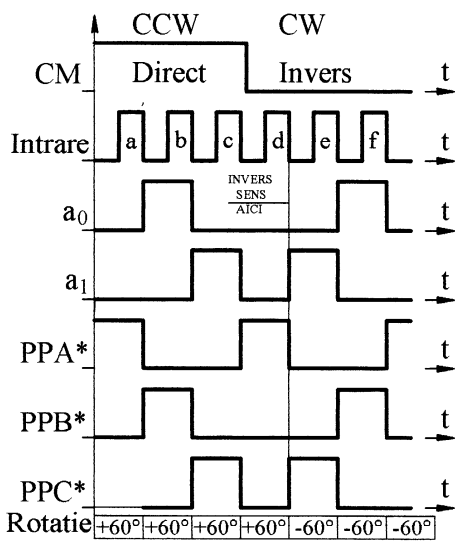 CCW CW
CM Direct Invers t
Intrare a b c d e f t
INVERS
SENS
AICI
a0 t
a1 t
PPA* t
PPB* t
PPC* t
Rotatie +60° +60° +60° +60° -60° -60° -60°